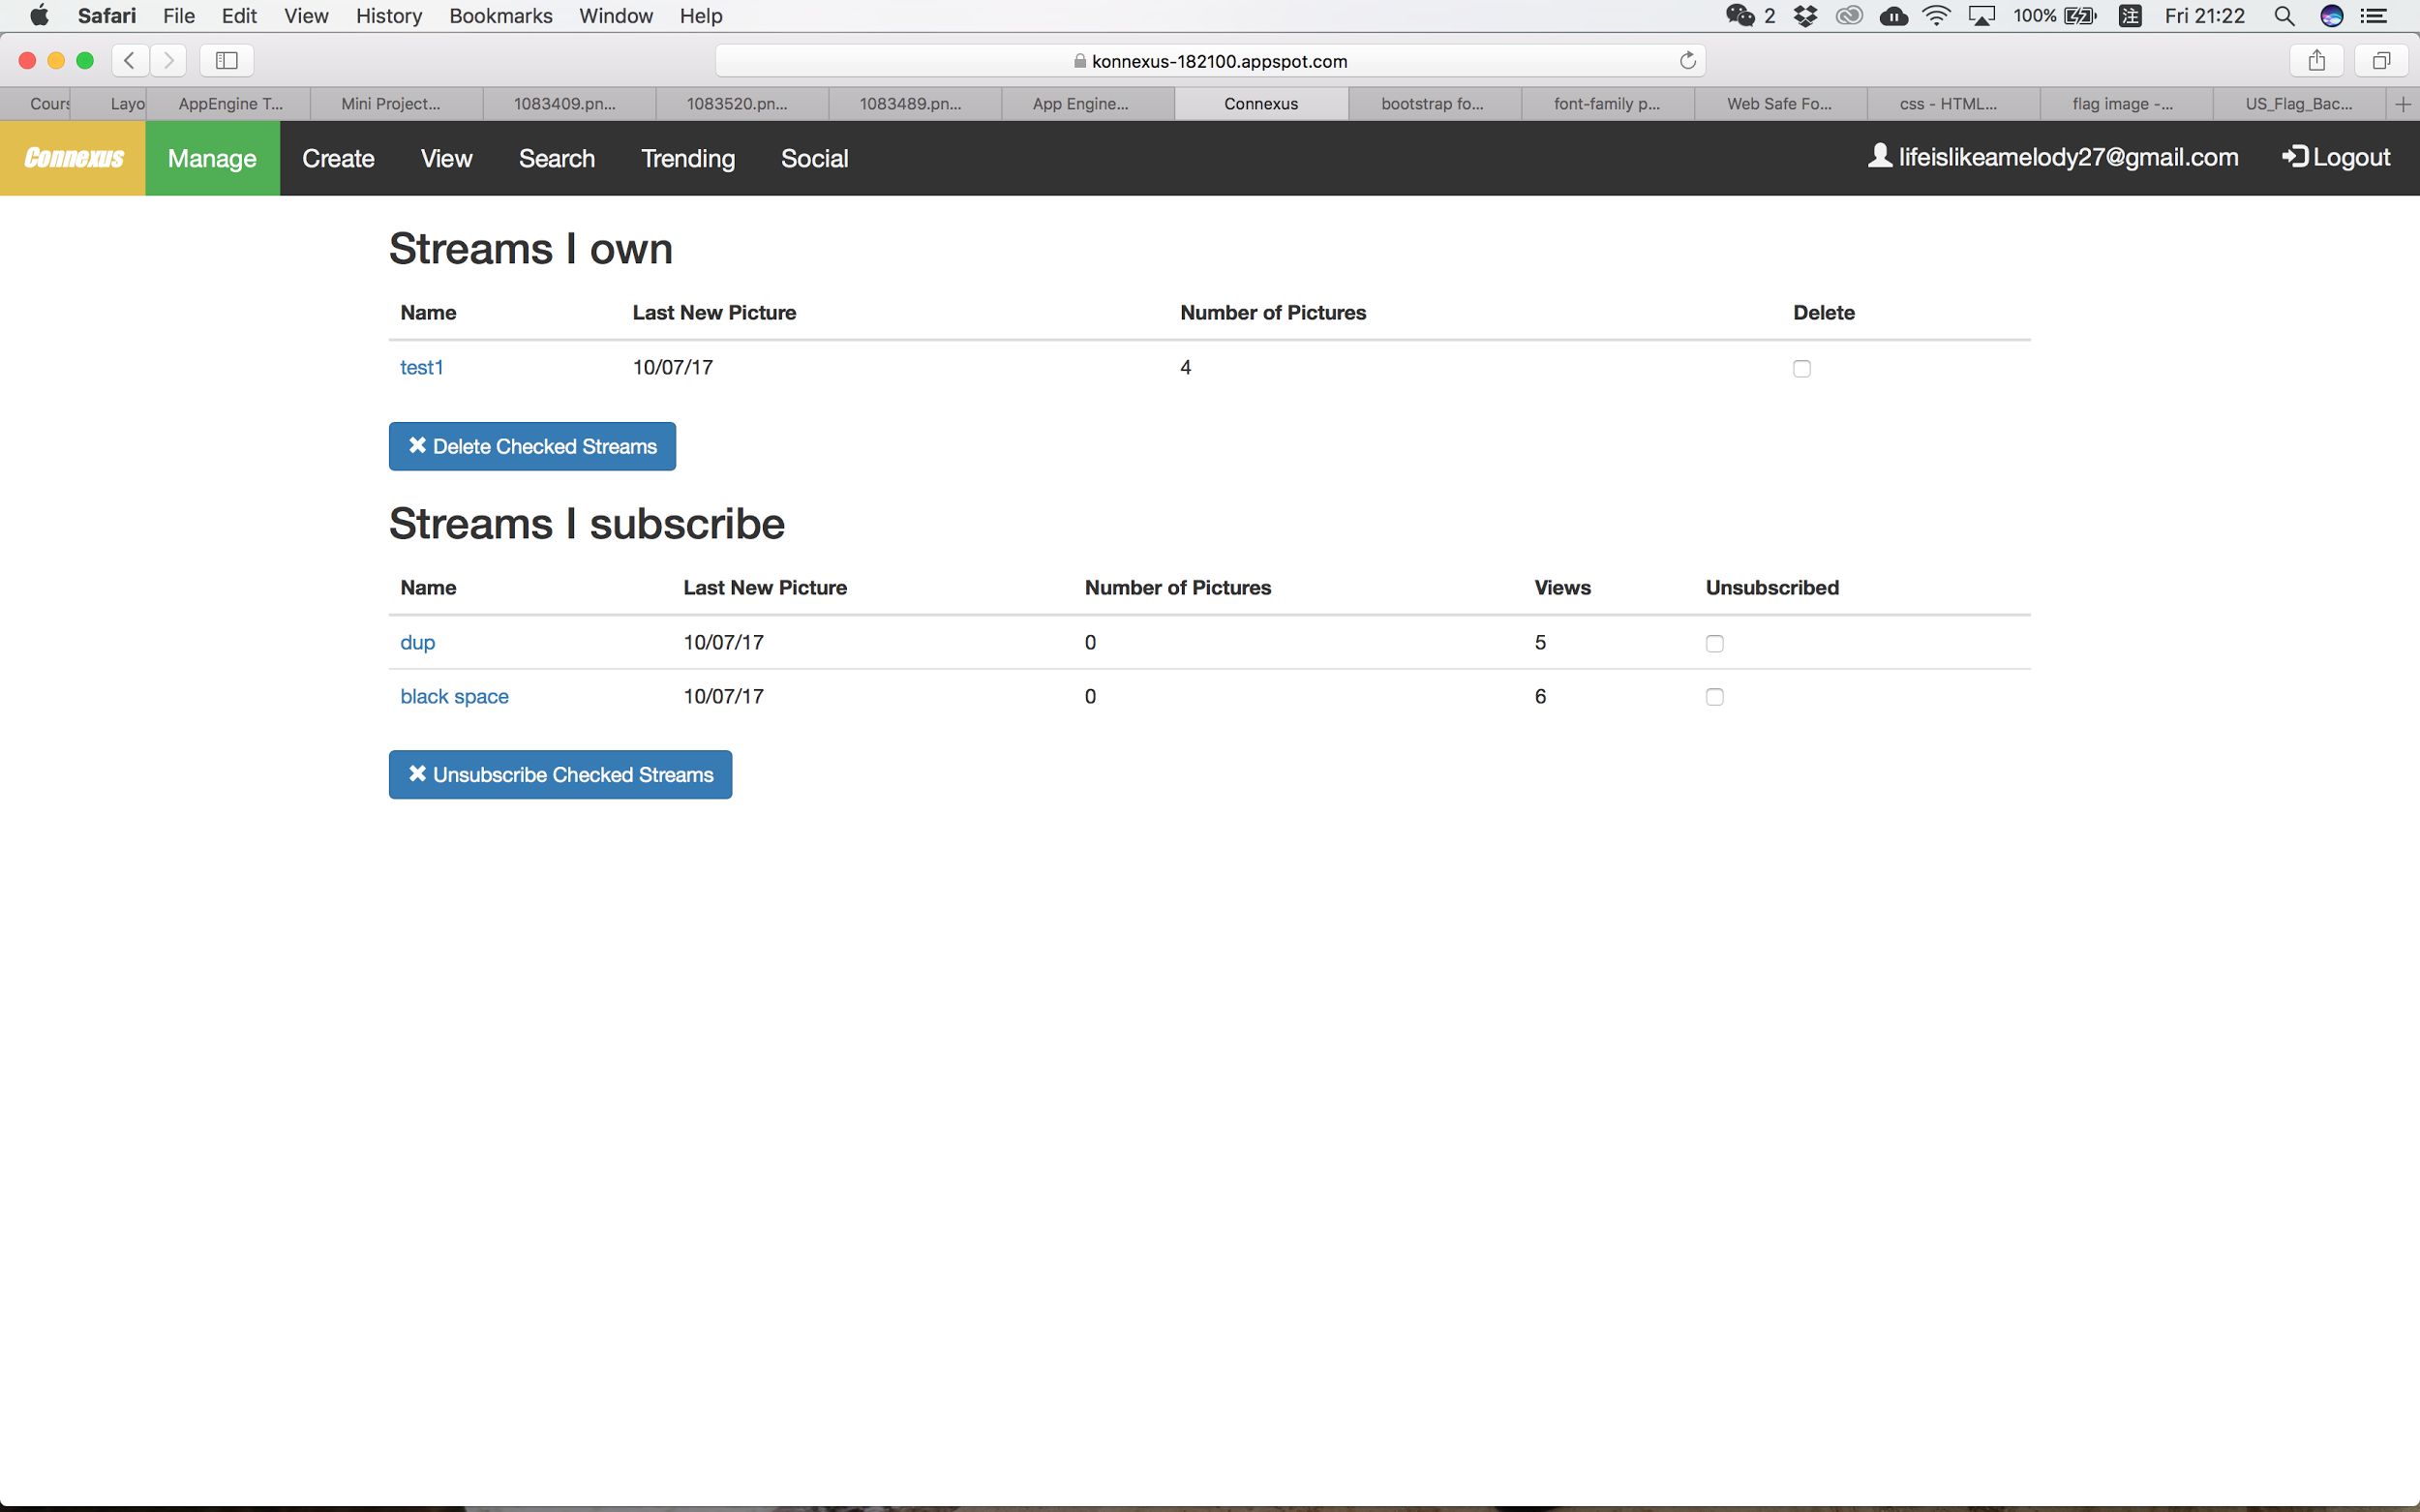 Safari File Edit View History Bookmarks Window Help 2 100% 注 Fri 21:22
konnexus-182100.appspot.com
Cours Layo AppEngine T... Mini Project... 1083409.pn... 1083520.pn... 1083489.pn... App Engine... Connexus bootstrap fo... font-family p... Web Safe Fo... css - HTML... flag image -... US_Flag_Bac...
Connexus Manage Create View Search Trending Social lifeislikeamelody27@gmail.com Logout
Streams I own
Name Last New Picture Number of Pictures Delete
test1 10/07/17 4
Delete Checked Streams
Streams I subscribe
Name Last New Picture Number of Pictures Views Unsubscribed
dup 10/07/17 0 5
black space 10/07/17 0 6
Unsubscribe Checked Streams